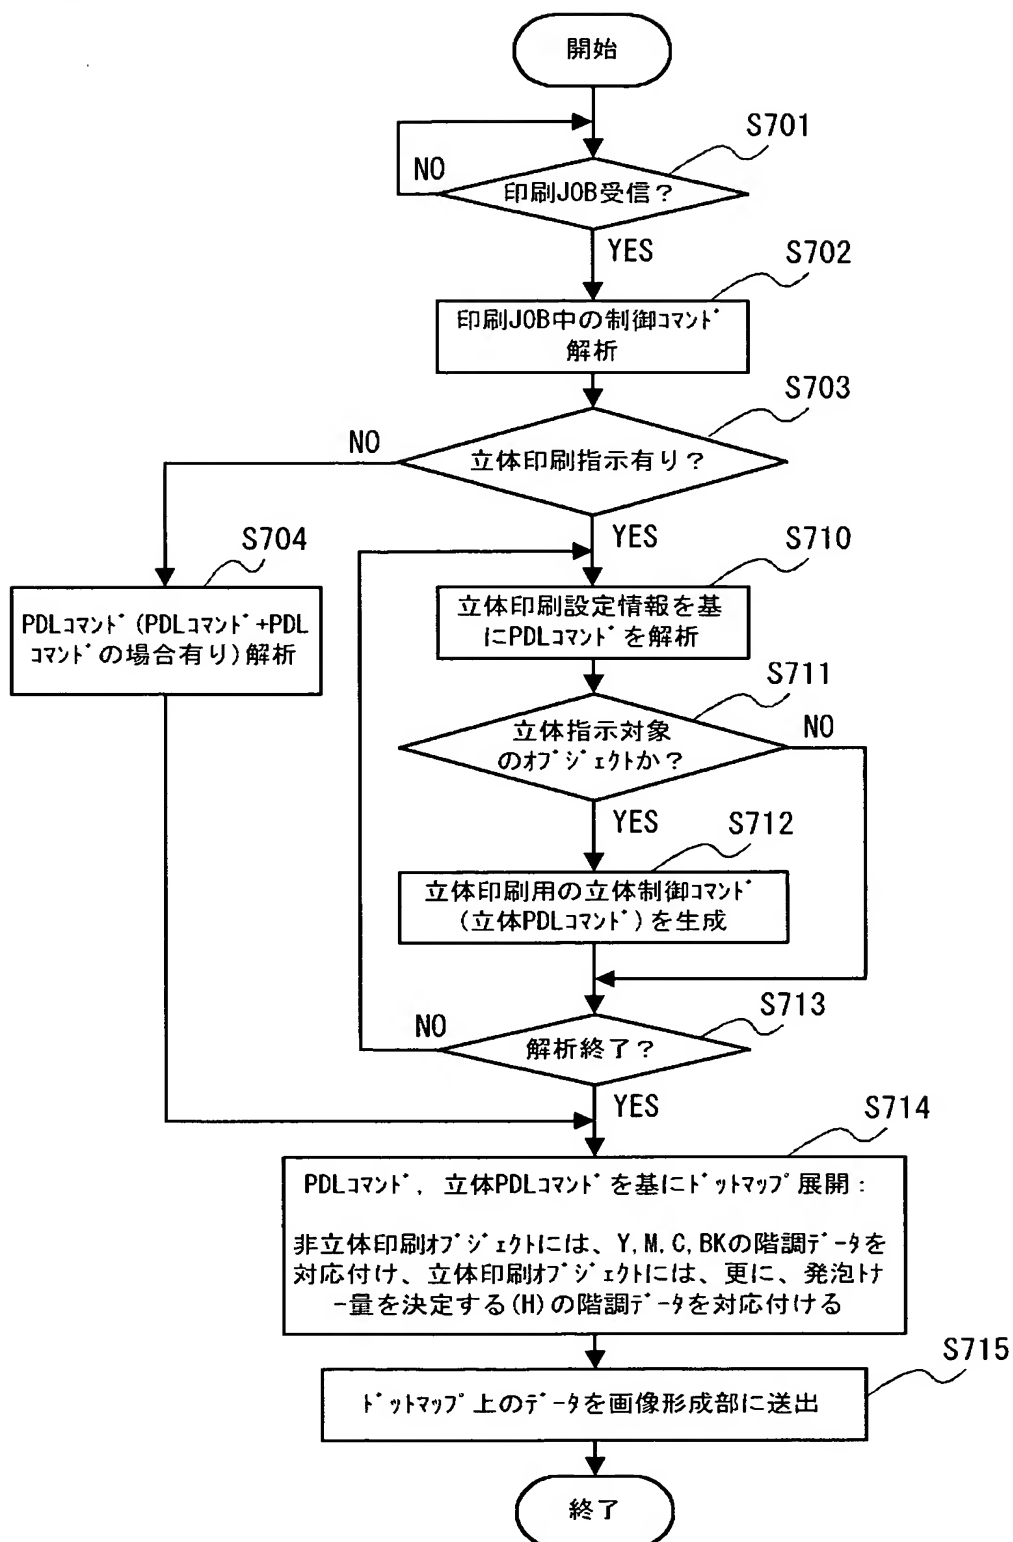 開始
S701
NO
印刷JOB受信?
YES
S702
印刷JOB中の制御ｺﾏﾝﾄﾞ
解析
S703
NO
立体印刷指示有り?
YES
S704
S710
PDLｺﾏﾝﾄﾞ(PDLｺﾏﾝﾄﾞ+PDL
ｺﾏﾝﾄﾞの場合有り)解析
立体印刷設定情報を基
にPDLｺﾏﾝﾄﾞを解析
S711
立体指示対象
のｵﾌﾞｼﾞｪｸﾄか?
NO
YES
S712
立体印刷用の立体制御ｺﾏﾝﾄﾞ
(立体PDLｺﾏﾝﾄﾞ)を生成
S713
NO
解析終了?
YES
S714
PDLｺﾏﾝﾄﾞ, 立体PDLｺﾏﾝﾄﾞを基にﾄﾞｯﾄﾏｯﾌﾟ展開:
非立体印刷ｵﾌﾞｼﾞｪｸﾄには、Y,M,C,BKの階調ﾃﾞｰﾀを
対応付け、立体印刷ｵﾌﾞｼﾞｪｸﾄには、更に、発泡ﾄﾅ
ｰ量を決定する(H)の階調ﾃﾞｰﾀを対応付ける
S715
ﾄﾞｯﾄﾏｯﾌﾟ上のﾃﾞｰﾀを画像形成部に送出
終了